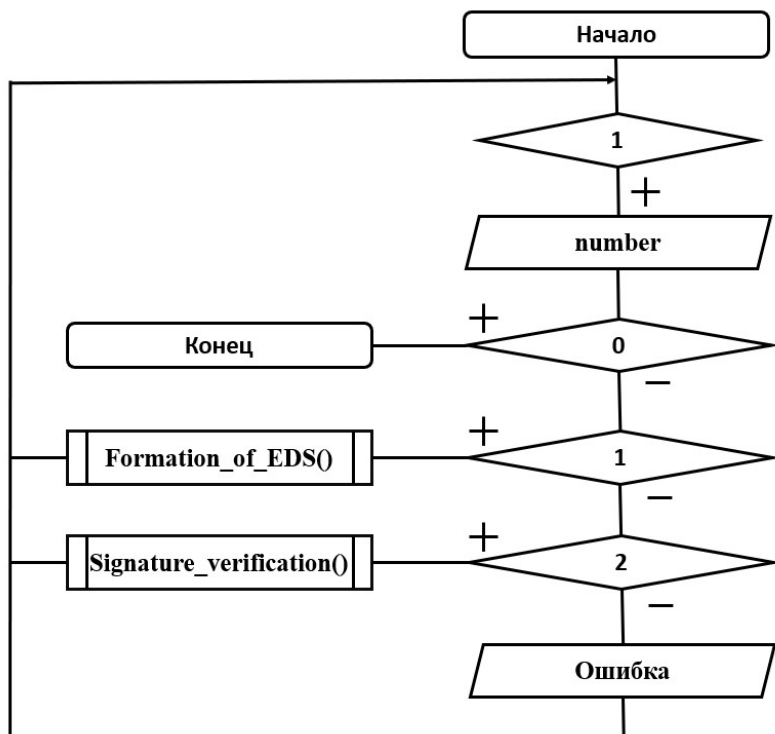 Начало
1
+
number
+
Конец
0
−
+
Formation_of_EDS()
1
−
+
Signature_verification()
2
−
Ошибка